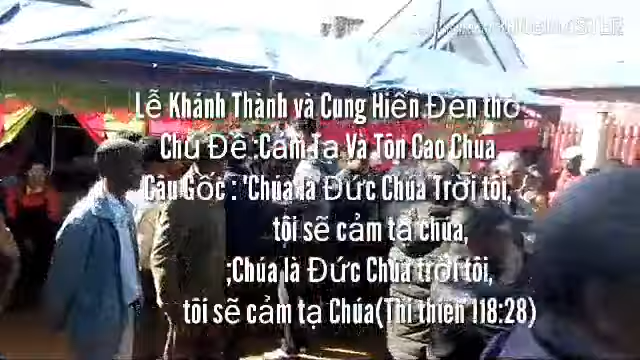 Lễ Khánh Thành và Cung Hiến Đền thờ
Chủ Đề :Cảm Tạ Và Tôn Cao Chua
Câu Gốc : 'Chúa là Đức Chúa Trời tôi,
tội sẽ cảm tạ chúa,
;Chúa là Đức Chúa trời tôi,
tôi sẽ cảm tạ Chúa(Thi thiên 118:28)